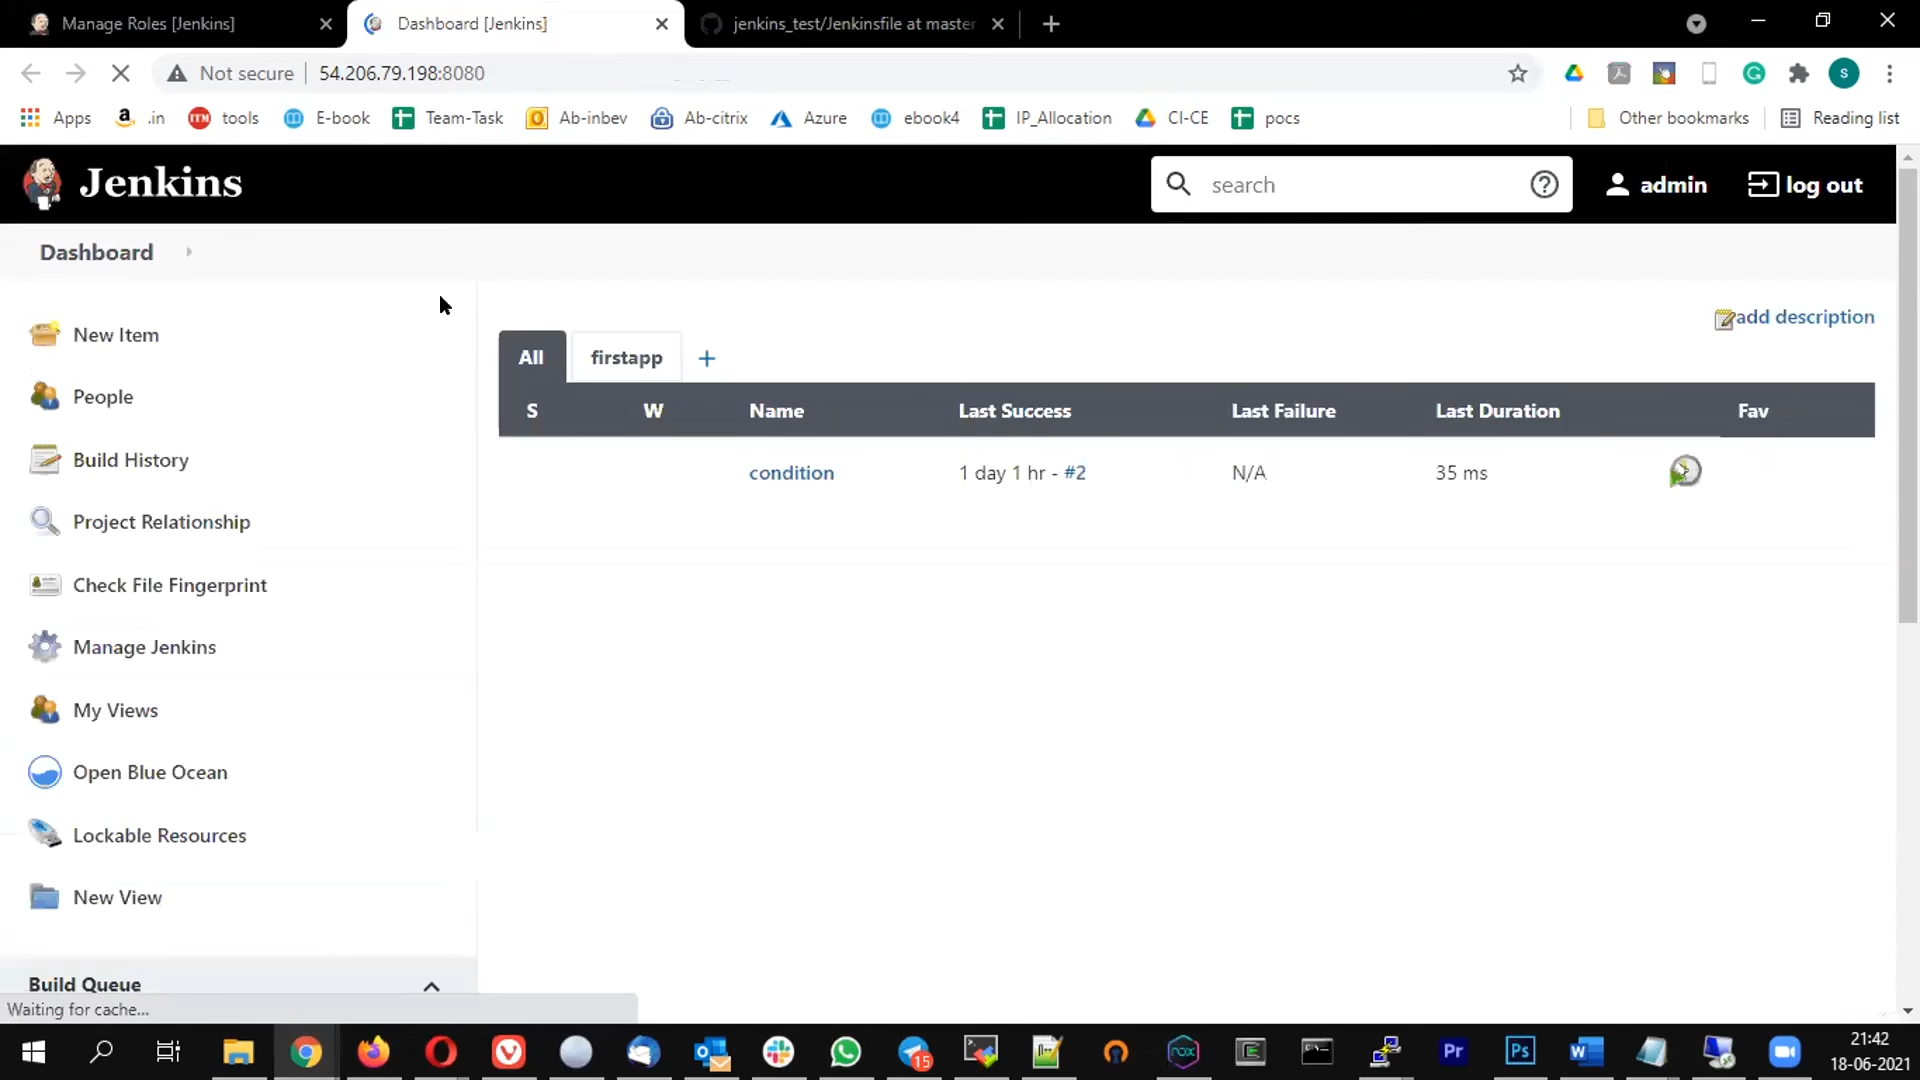 Manage Roles [Jenkins]
Dashboard [Jenkins]
jenkins_test/Jenkinsfile at master
Not secure
54.206.79.198:8080
S
Apps
.in
tools
E-book
Team-Task
Ab-inbev
Ab-citrix
Azure
ebook4
IP_Allocation
CI-CE
pocs
Other bookmarks
Reading list
Jenkins
search
admin
log out
Dashboard
New Item
People
Build History
Project Relationship
Check File Fingerprint
Manage Jenkins
My Views
Open Blue Ocean
Lockable Resources
New View
Build Queue
Waiting for cache...
add description
All
firstapp
S W Name Last Success Last Failure Last Duration Fav
condition 1 day 1 hr - #2 N/A 35 ms
15
nox
Pr
Ps
W
21:42
18-06-2021